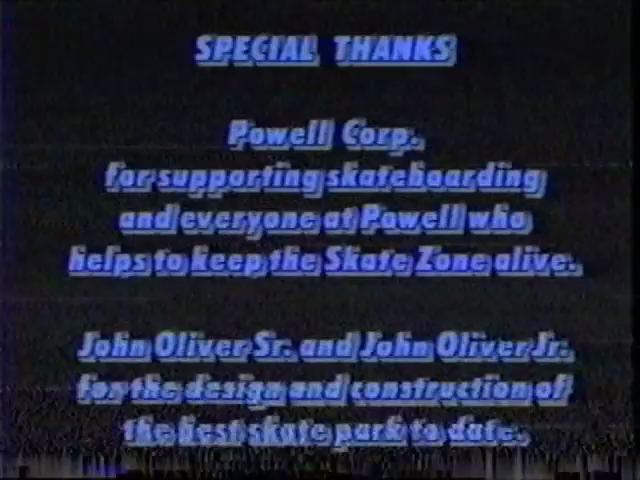 SPECIAL THANKS
Powell Corp.
for supporting skateboarding
and everyone at Powell who
helps to keep the Skate Zone alive.
John Oliver Sr. and John Oliver Jr.
for the design and construction of
the best skate park to date.